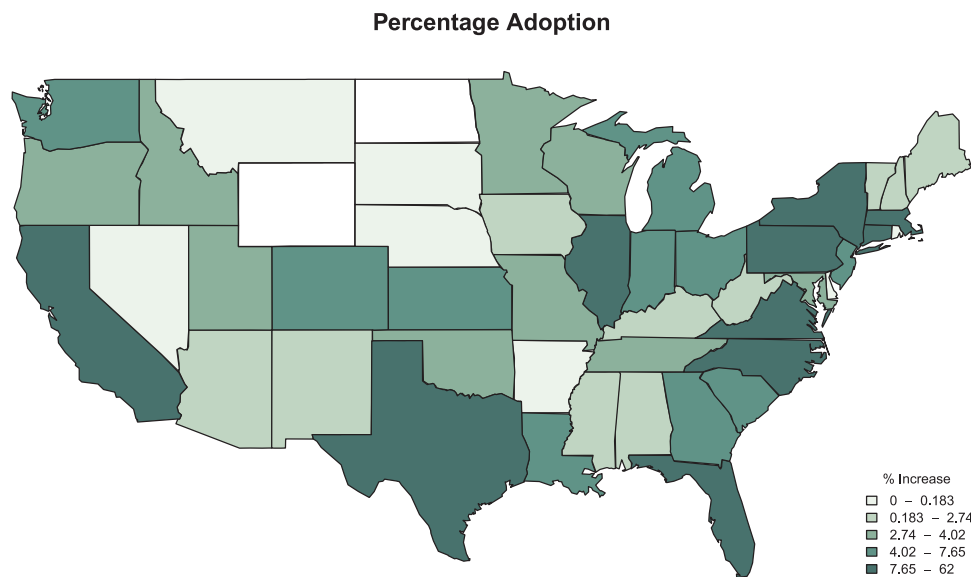 Percentage Adoption
% Increase
0 – 0.183
0.183 – 2.74
2.74 – 4.02
4.02 – 7.65
7.65 – 62